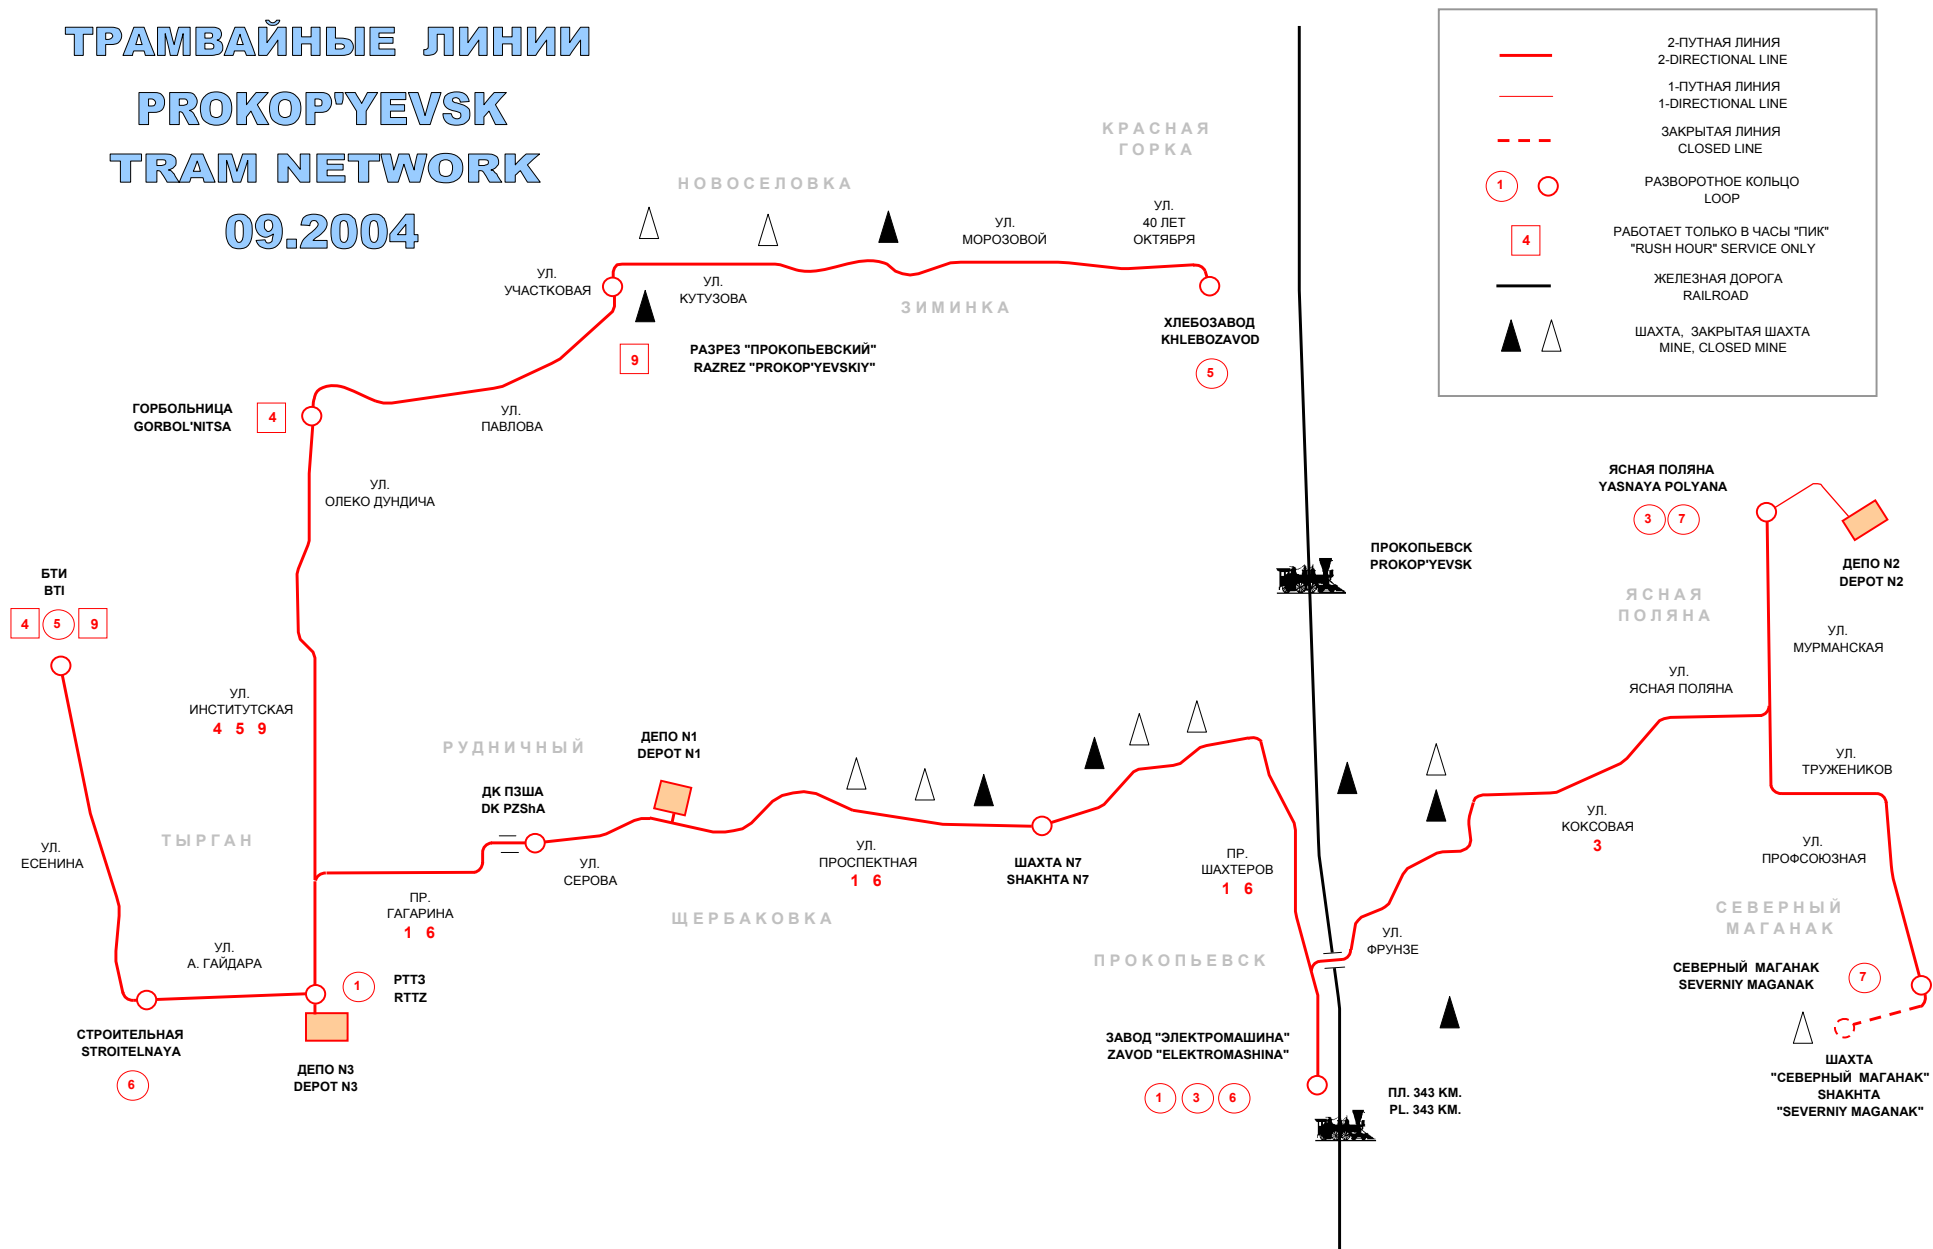 ТРАМВАЙНЫЕ ЛИНИИ
PROKOP'YEVSK
TRAM NETWORK
09.2004
2-ПУТНАЯ ЛИНИЯ
2-DIRECTIONAL LINE
1-ПУТНАЯ ЛИНИЯ
1-DIRECTIONAL LINE
ЗАКРЫТАЯ ЛИНИЯ
CLOSED LINE
1
РАЗВОРОТНОЕ КОЛЬЦО
LOOP
4
РАБОТАЕТ ТОЛЬКО В ЧАСЫ "ПИК"
"RUSH HOUR" SERVICE ONLY
ЖЕЛЕЗНАЯ ДОРОГА
RAILROAD
ШАХТА, ЗАКРЫТАЯ ШАХТА
MINE, CLOSED MINE
КРАСНАЯ
ГОРКА
НОВОСЕЛОВКА
УЛ.
МОРОЗОВОЙ
УЛ.
40 ЛЕТ
ОКТЯБРЯ
УЛ.
УЧАСТКОВАЯ
УЛ.
КУТУЗОВА
ЗИМИНКА
ХЛЕБОЗАВОД
KHLEBOZAVOD
5
9
РАЗРЕЗ "ПРОКОПЬЕВСКИЙ"
RAZREZ "PROKOP'YEVSKIY"
ГОРБОЛЬНИЦА
GORBOL'NITSA
4
УЛ.
ПАВЛОВА
УЛ.
ОЛЕКО ДУНДИЧА
ЯСНАЯ ПОЛЯНА
YASNAYA POLYANA
3 7
ПРОКОПЬЕВСК
PROKOP'YEVSK
ДЕПО N2
DEPOT N2
БТИ
BTI
4 5 9
ЯСНАЯ
ПОЛЯНА
УЛ.
МУРМАНСКАЯ
УЛ.
ЯСНАЯ ПОЛЯНА
УЛ.
ИНСТИТУТСКАЯ
4 5 9
РУДНИЧНЫЙ
ДЕПО N1
DEPOT N1
УЛ.
ТРУЖЕНИКОВ
ДК ПЗША
DK PZShA
ТЫРГАН
УЛ.
ЕСЕНИНА
УЛ.
СЕРОВА
УЛ.
ПРОСПЕКТНАЯ
1 6
ШАХТА N7
SHAKHTA N7
ПР.
ШАХТЕРОВ
1 6
УЛ.
КОКСОВАЯ
3
УЛ.
ПРОФСОЮЗНАЯ
ПР.
ГАГАРИНА
1 6
ЩЕРБАКОВКА
СЕВЕРНЫЙ
МАГАНАК
УЛ.
А. ГАЙДАРА
УЛ.
ФРУНЗЕ
ПРОКОПЬЕВСК
1
РТТЗ
RTTZ
СЕВЕРНЫЙ МАГАНАК
SEVERNIY MAGANAK
7
СТРОИТЕЛЬНАЯ
STROITELNAYA
6
ДЕПО N3
DEPOT N3
ЗАВОД "ЭЛЕКТРОМАШИНА"
ZAVOD "ELEKTROMASHINA"
1 3 6
ПЛ. 343 КМ.
PL. 343 KM.
ШАХТА
"СЕВЕРНЫЙ МАГАНАК"
SHAKHTA
"SEVERNIY MAGANAK"